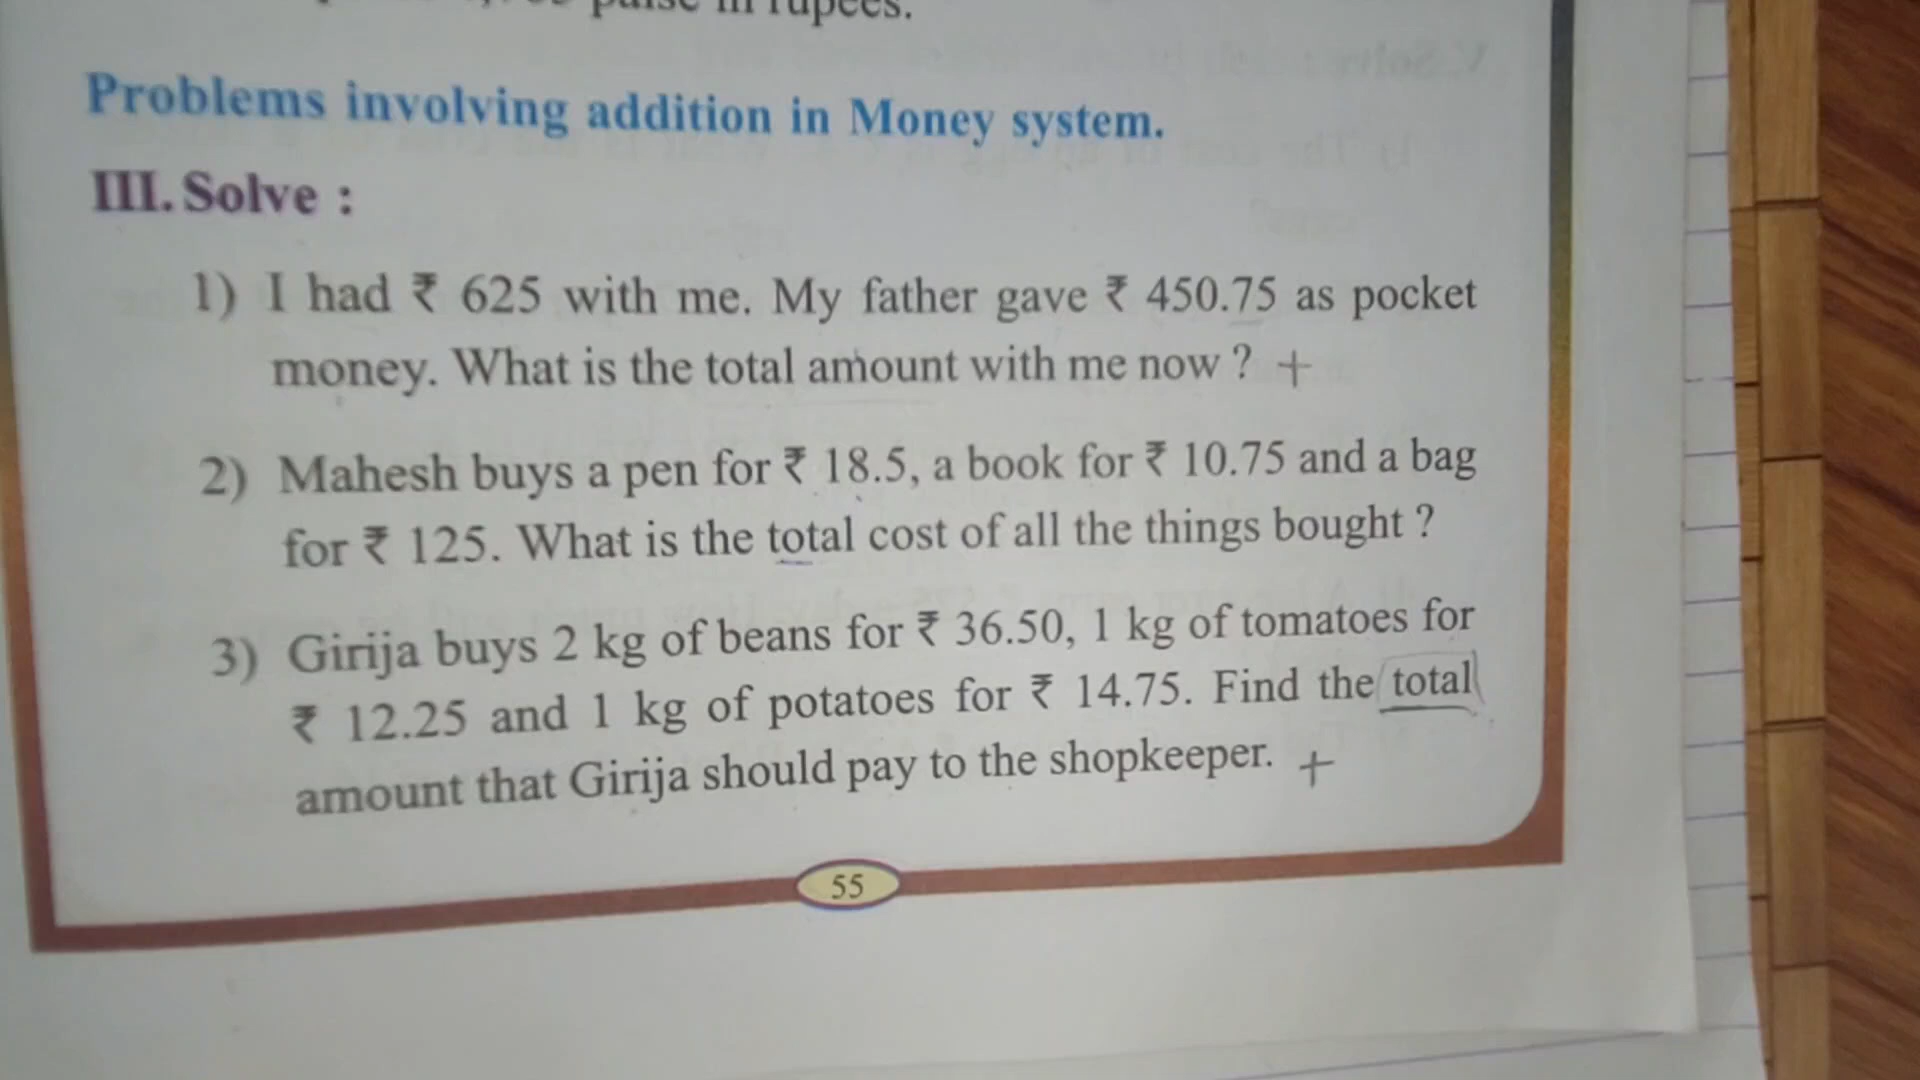 paise in rupees.
Problems involving addition in Money system.
III. Solve :
1) I had ₹ 625 with me. My father gave ₹ 450.75 as pocket
money. What is the total amount with me now ? +
2) Mahesh buys a pen for ₹ 18.5, a book for ₹ 10.75 and a bag
for ₹ 125. What is the total cost of all the things bought ?
3) Girija buys 2 kg of beans for ₹ 36.50, 1 kg of tomatoes for
₹ 12.25 and 1 kg of potatoes for ₹ 14.75. Find the total
amount that Girija should pay to the shopkeeper. +
55